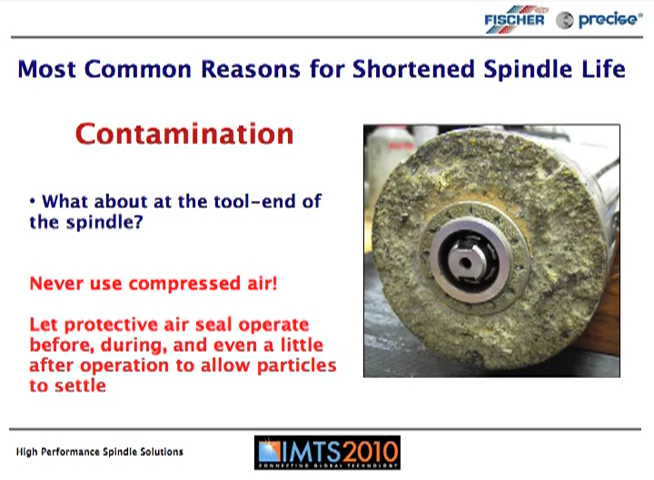 FISCHER precise®
Most Common Reasons for Shortened Spindle Life
Contamination
• What about at the tool-end of
the spindle?
Never use compressed air!
Let protective air seal operate
before, during, and even a little
after operation to allow particles
to settle
High Performance Spindle Solutions
IMTS2010
CONNECTING GLOBAL TECHNOLOGY